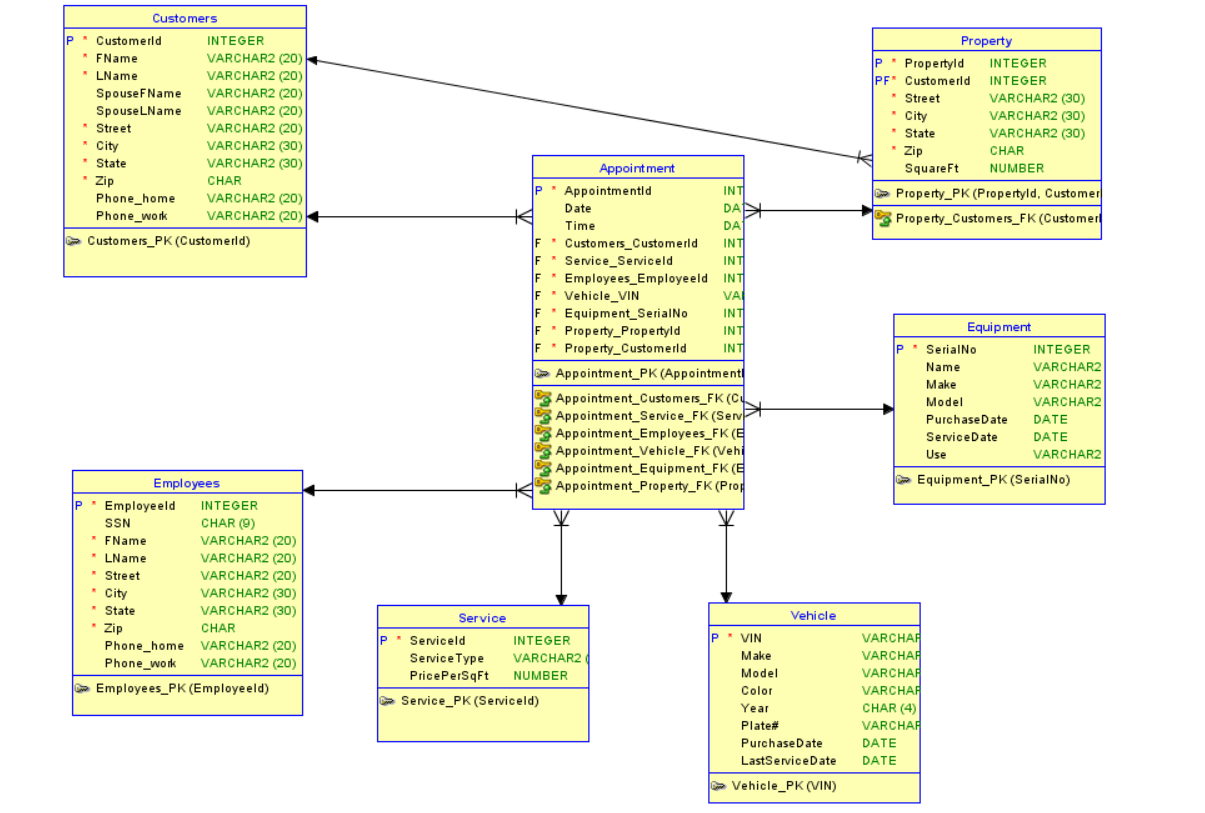 Customers
P * CustomerId INTEGER
* FName VARCHAR2 (20)
* LName VARCHAR2 (20)
SpouseFName VARCHAR2 (20)
SpouseLName VARCHAR2 (20)
* Street VARCHAR2 (20)
* City VARCHAR2 (30)
* State VARCHAR2 (30)
* Zip CHAR
Phone_home VARCHAR2 (20)
Phone_work VARCHAR2 (20)
Customers_PK (CustomerId)
Property
P * PropertyId INTEGER
PF* CustomerId INTEGER
* Street VARCHAR2 (30)
* City VARCHAR2 (30)
* State VARCHAR2 (30)
* Zip CHAR
SquareFt NUMBER
Property_PK (PropertyId, Customer
Property_Customers_FK (Customerl
Appointment
P * AppointmentId INT
Date DA
Time DA
F * Customers_CustomerId INT
F * Service_ServiceId INT
F * Employees_EmployeeId INT
F * Vehicle_VIN VAR
F * Equipment_SerialNo INT
F * Property_PropertyId INT
F * Property_CustomerId INT
Appointment_PK (Appointmentl
Appointment_Customers_FK (Cu
Appointment_Service_FK (Serv
Appointment_Employees_FK (E
Appointment_Vehicle_FK (Vehi
Appointment_Equipment_FK (E
Appointment_Property_FK (Prop
Equipment
P * SerialNo INTEGER
Name VARCHAR2
Make VARCHAR2
Model VARCHAR2
PurchaseDate DATE
ServiceDate DATE
Use VARCHAR2
Equipment_PK (SerialNo)
Employees
P * EmployeeId INTEGER
SSN CHAR (9)
* FName VARCHAR2 (20)
* LName VARCHAR2 (20)
* Street VARCHAR2 (20)
* City VARCHAR2 (30)
* State VARCHAR2 (30)
* Zip CHAR
Phone_home VARCHAR2 (20)
Phone_work VARCHAR2 (20)
Employees_PK (EmployeeId)
Service
P * ServiceId INTEGER
ServiceType VARCHAR2 (
PricePerSqFt NUMBER
Service_PK (ServiceId)
Vehicle
P * VIN VARCHAR
Make VARCHAR
Model VARCHAR
Color VARCHAR
Year CHAR (4)
Plate# VARCHAR
PurchaseDate DATE
LastServiceDate DATE
Vehicle_PK (VIN)